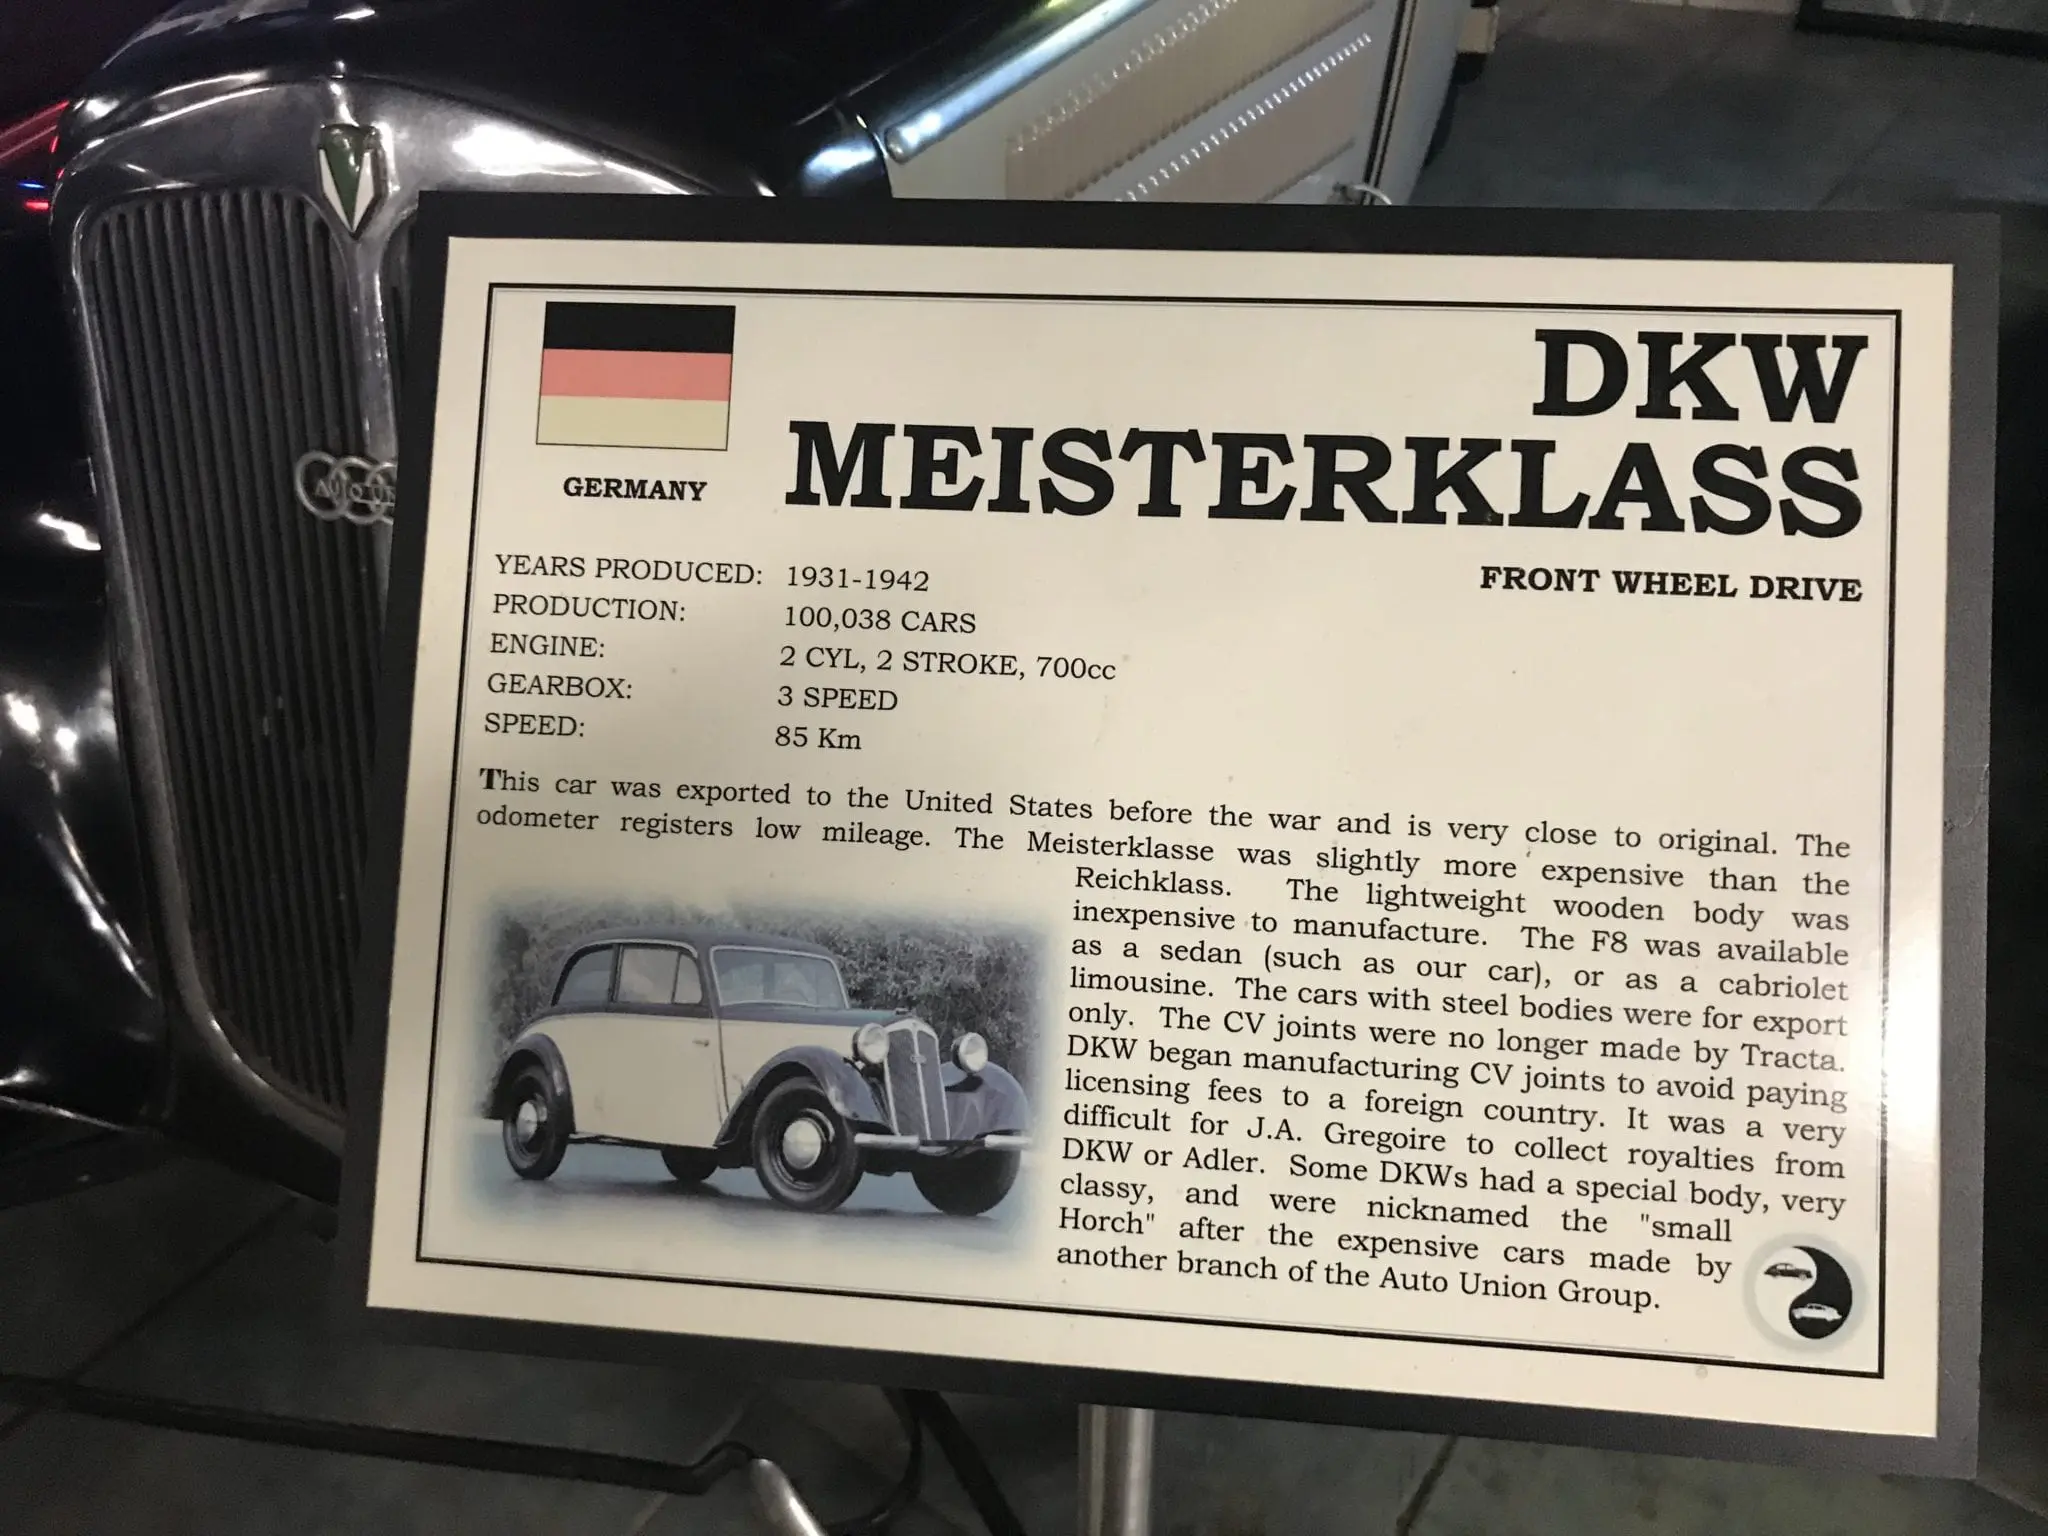 DKW
MEISTERKLASS
GERMANY
FRONT WHEEL DRIVE
YEARS PRODUCED: 1931-1942
PRODUCTION: 100,038 CARS
ENGINE: 2 CYL, 2 STROKE, 700cc
GEARBOX: 3 SPEED
SPEED: 85 Km
This car was exported to the United States before the war and is very close to original. The
odometer registers low mileage. The Meisterklasse was slightly more expensive than the
Reichklass. The lightweight wooden body was
inexpensive to manufacture. The F8 was available
as a sedan (such as our car), or as a cabriolet
limousine. The cars with steel bodies were for export
only. The CV joints were no longer made by Tracta.
DKW began manufacturing CV joints to avoid paying
licensing fees to a foreign country. It was a very
difficult for J.A. Gregoire to collect royalties from
DKW or Adler. Some DKWs had a special body, very
classy, and were nicknamed the "small
Horch" after the expensive cars made by
another branch of the Auto Union Group.
AUTO